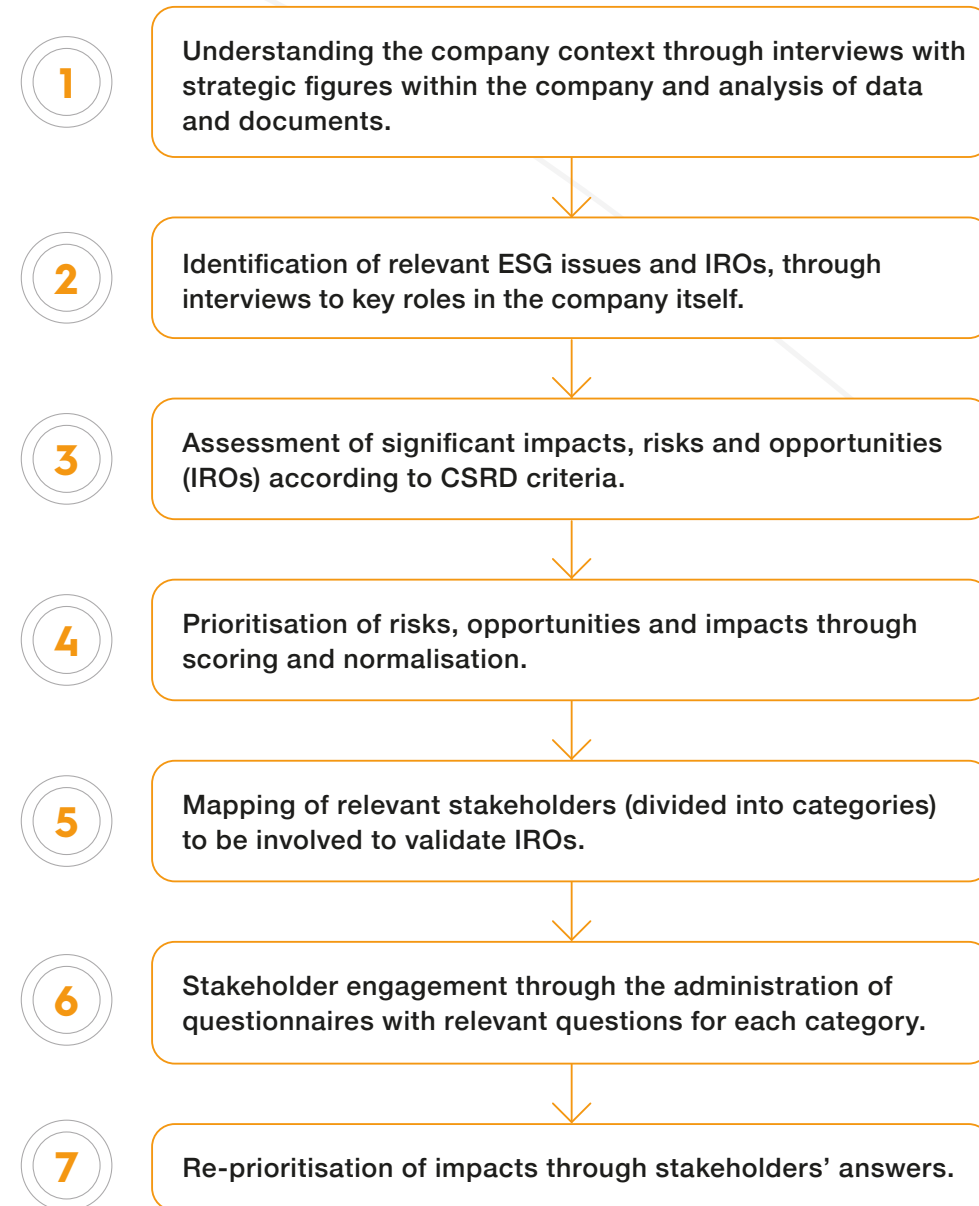 1
Understanding the company context through interviews with
strategic figures within the company and analysis of data
and documents.
2
Identification of relevant ESG issues and IROs, through
interviews to key roles in the company itself.
3
Assessment of significant impacts, risks and opportunities
(IROs) according to CSRD criteria.
4
Prioritisation of risks, opportunities and impacts through
scoring and normalisation.
5
Mapping of relevant stakeholders (divided into categories)
to be involved to validate IROs.
6
Stakeholder engagement through the administration of
questionnaires with relevant questions for each category.
7
Re-prioritisation of impacts through stakeholders’ answers.